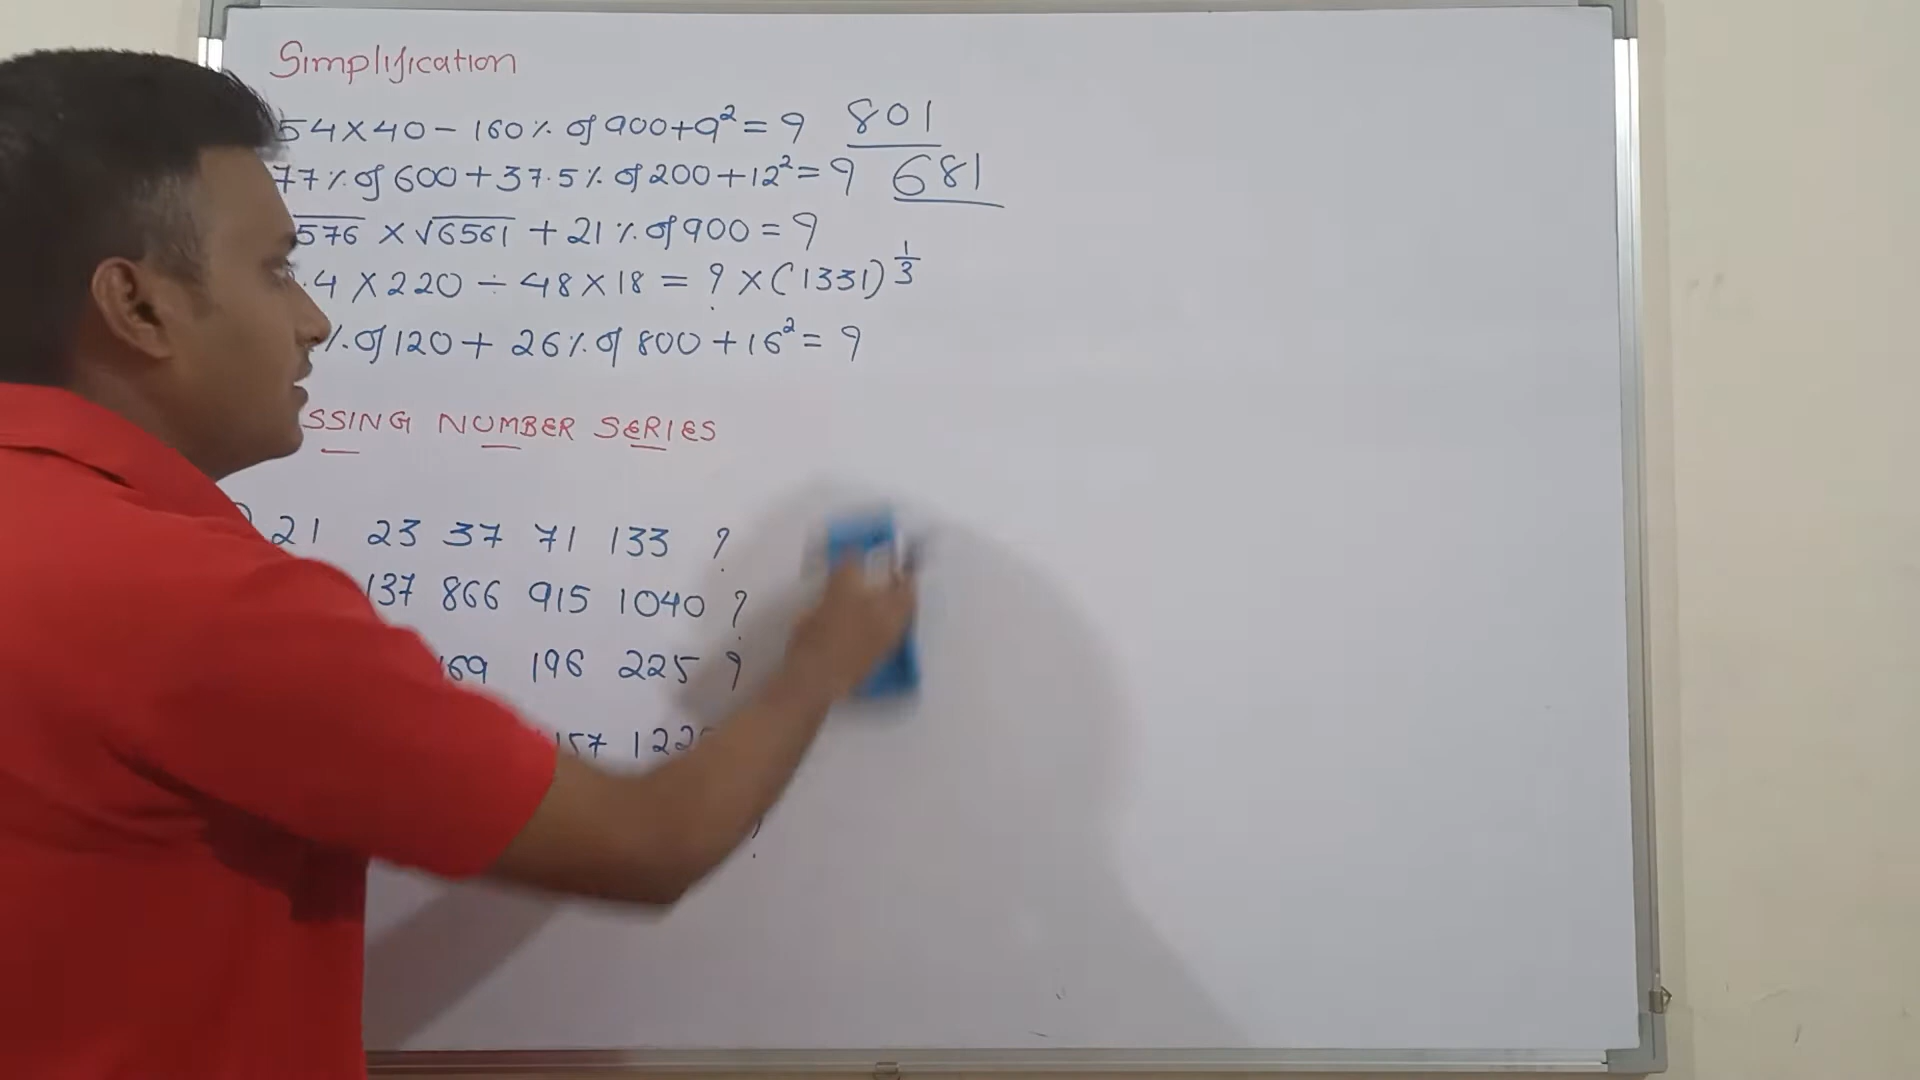 Simplification
54 × 40 - 160% of 900 + 9² = ? 801
77% of 600 + 37.5% of 200 + 12² = ? 681
576 × √6561 + 21% of 900 = ?
.4 × 220 ÷ 48 × 18 = ? × (1331)^1/3
% of 120 + 26% of 800 + 16² = ?
SSING NUMBER SERIES
21 23 37 71 133 ?
137 866 915 1040 ?
169 196 225 ?
157 122
?